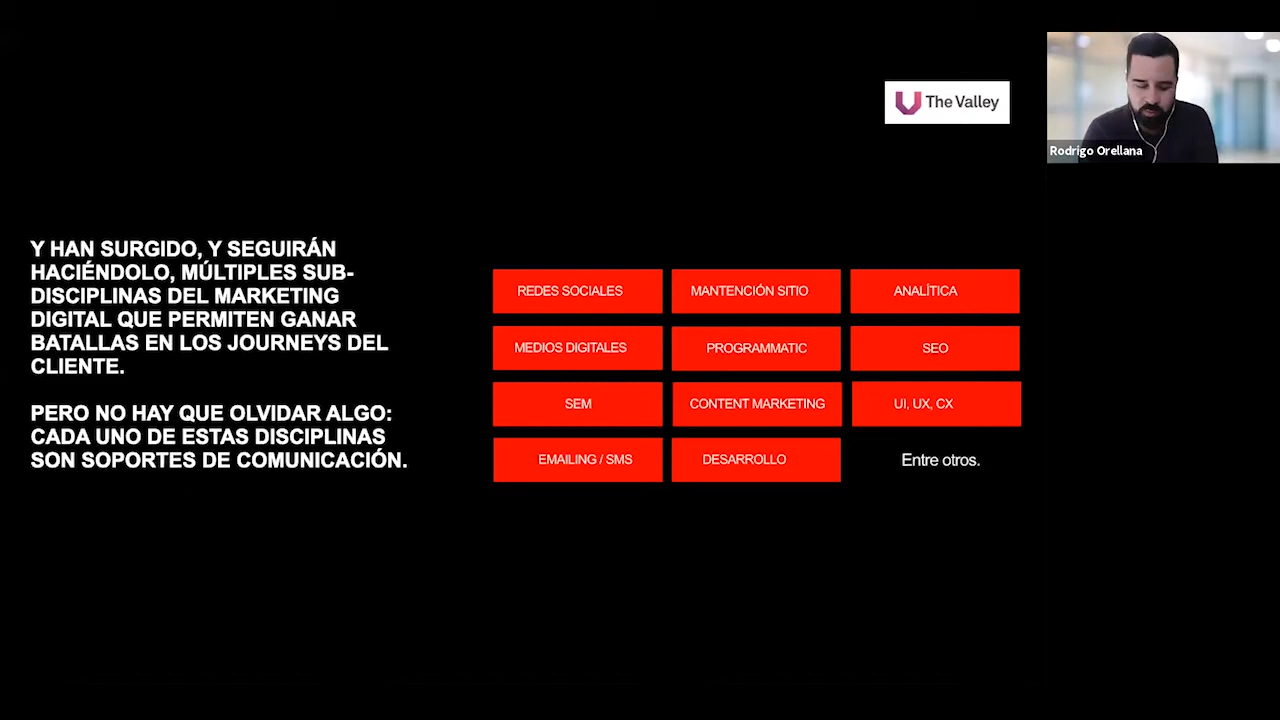 The Valley
Rodrigo Orellana
Y HAN SURGIDO, Y SEGUIRÁN
HACIÉNDOLO, MÚLTIPLES SUB-
DISCIPLINAS DEL MARKETING
DIGITAL QUE PERMITEN GANAR
BATALLAS EN LOS JOURNEYS DEL
CLIENTE.
PERO NO HAY QUE OLVIDAR ALGO:
CADA UNO DE ESTAS DISCIPLINAS
SON SOPORTES DE COMUNICACIÓN.
REDES SOCIALES
MANTENCIÓN SITIO
ANALÍTICA
MEDIOS DIGITALES
PROGRAMMATIC
SEO
SEM
CONTENT MARKETING
UI, UX, CX
EMAILING / SMS
DESARROLLO
Entre otros.